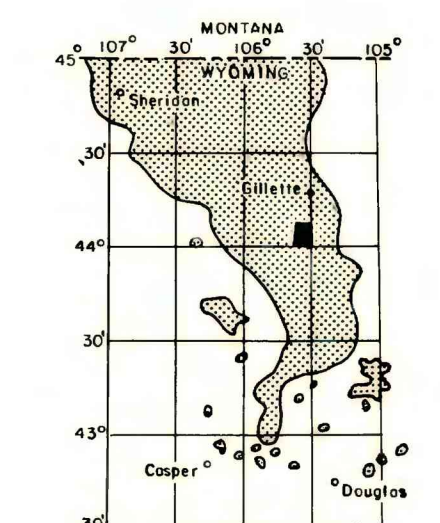 MONTANA
45° 107° 30' 106° 30' 105°
WYOMING
Sheridan
30'
Gillette
44°
30'
43°
Casper
Douglas
30'